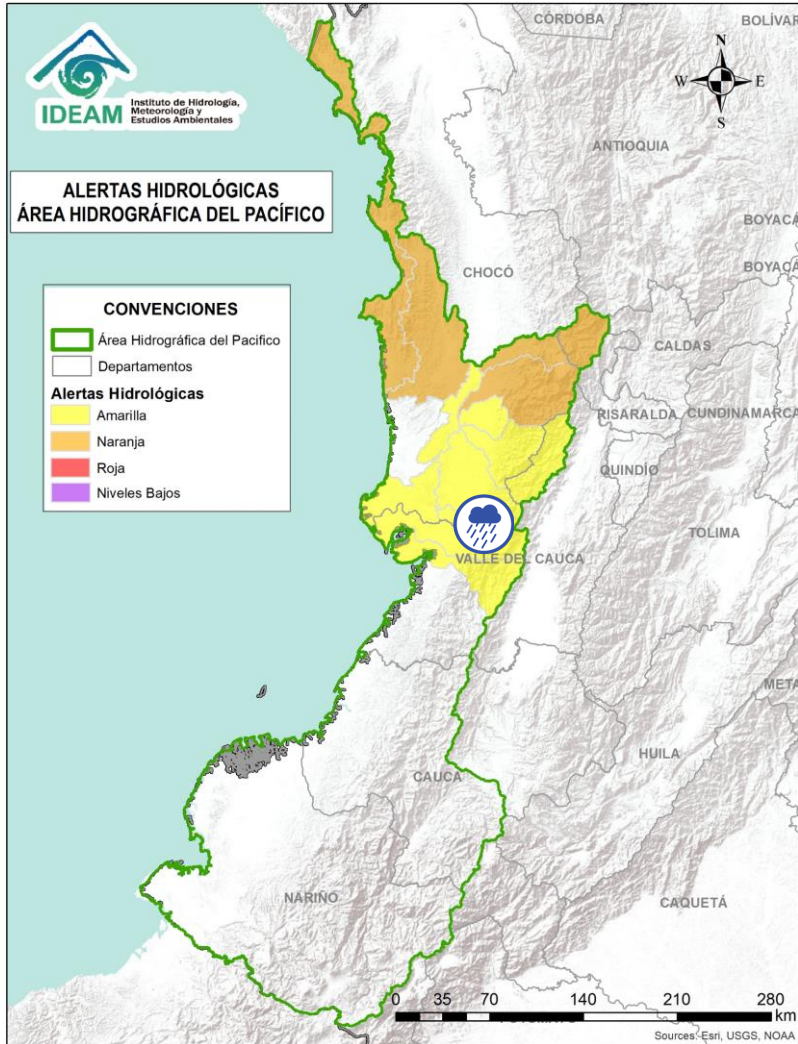 IDEAM
Instituto de Hidrología,
Meteorología y
Estudios Ambientales
ALERTAS HIDROLÓGICAS
ÁREA HIDROGRÁFICA DEL PACÍFICO
CONVENCIONES
Área Hidrográfica del Pacífico
Departamentos
Alertas Hidrológicas
Amarilla
Naranja
Roja
Niveles Bajos
N
W E
S
CÓRDOBA
BOLÍVAR
ANTIOQUIA
BOYACÁ
CHOCÓ
BOYACÁ
CALDAS
RISARALDA
CUNDINAMARCA
QUINDÍO
TOLIMA
VALLE DEL CAUCA
META
HUILA
CAUCA
NARIÑO
CAQUETÁ
0 35 70 140 210 280
km
Sources: Esri, USGS, NOAA